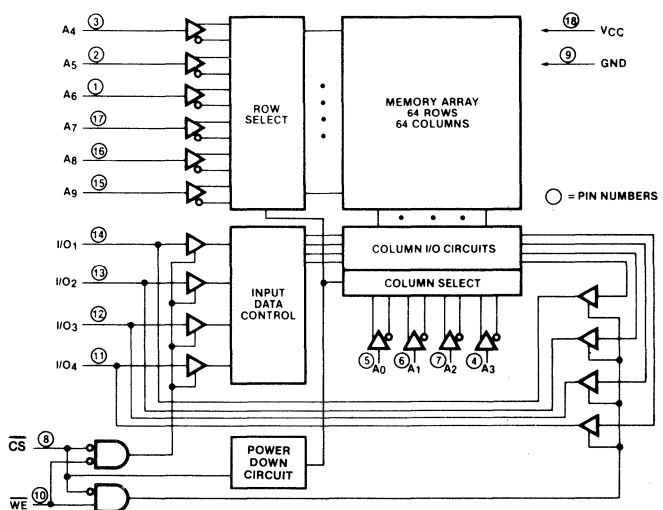 A4 ③
A5 ②
A6 ①
A7 ⑰
A8 ⑯
A9 ⑮
ROW
SELECT
MEMORY ARRAY
64 ROWS
64 COLUMNS
⑱ VCC
⑨ GND
○ = PIN NUMBERS
I/O1 ⑭
I/O2 ⑬
I/O3 ⑫
I/O4 ⑪
INPUT
DATA
CONTROL
COLUMN I/O CIRCUITS
COLUMN SELECT
⑤ A0 ⑥ A1 ⑦ A2 ④ A3
C̅S̅ ⑧
W̅E̅ ⑩
POWER
DOWN
CIRCUIT